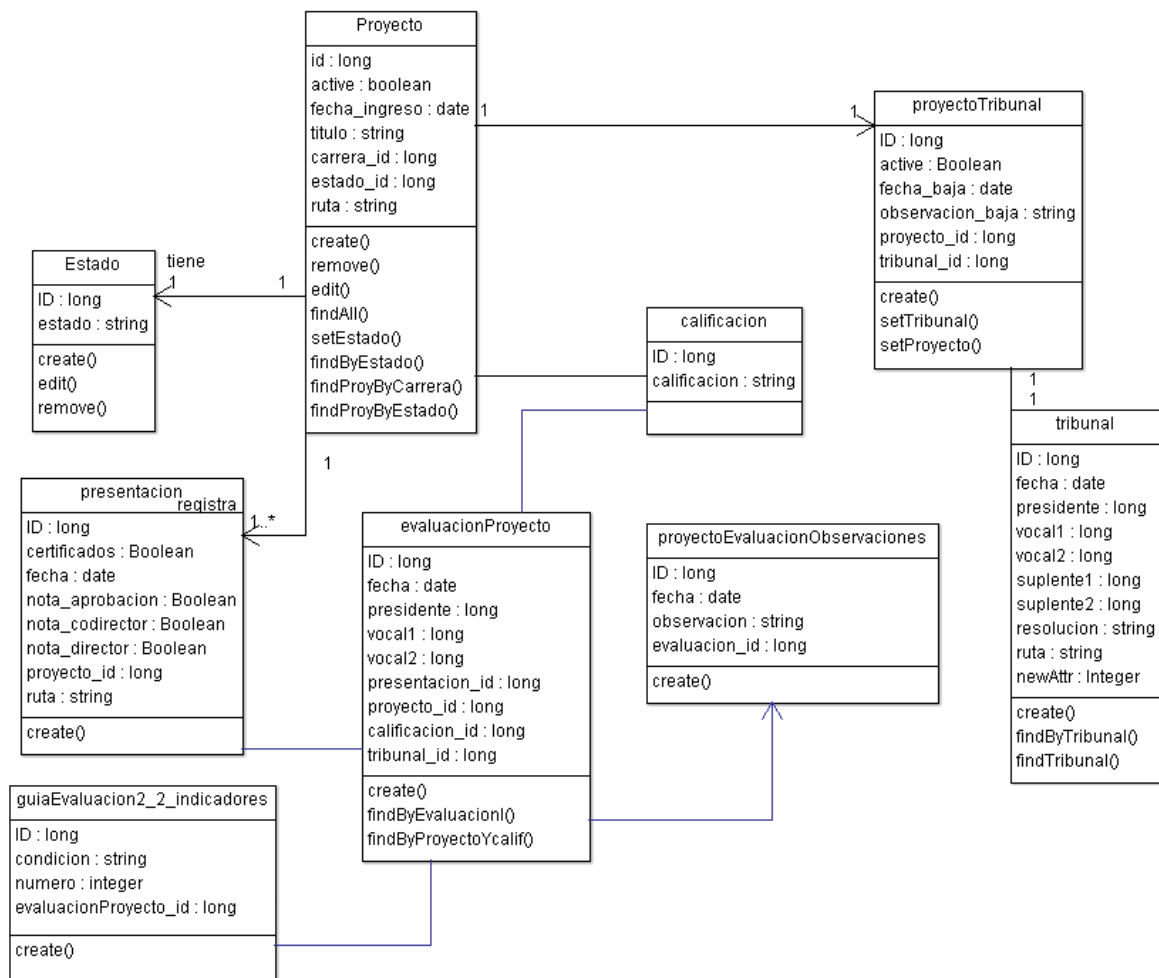 Proyecto
id : long
active : boolean
fecha_ingreso : date
titulo : string
carrera_id : long
estado_id : long
ruta : string
create()
remove()
edit()
findAll()
setEstado()
findByEstado()
findProyByCarrera()
findProyByEstado()
1
1
proyectoTribunal
ID : long
active : Boolean
fecha_baja : date
observacion_baja : string
proyecto_id : long
tribunal_id : long
create()
setTribunal()
setProyecto()
Estado
ID : long
estado : string
create()
edit()
remove()
tiene
1
1
calificacion
ID : long
calificacion : string
1
1
tribunal
ID : long
fecha : date
presidente : long
vocal1 : long
vocal2 : long
suplente1 : long
suplente2 : long
resolucion : string
ruta : string
newAttr : Integer
create()
findByTribunal()
findTribunal()
1
registra
1..*
presentacion
ID : long
certificados : Boolean
fecha : date
nota_aprobacion : Boolean
nota_codirector : Boolean
nota_director : Boolean
proyecto_id : long
ruta : string
create()
evaluacionProyecto
ID : long
fecha : date
presidente : long
vocal1 : long
vocal2 : long
presentacion_id : long
proyecto_id : long
calificacion_id : long
tribunal_id : long
create()
findByEvaluacionI()
findByProyectoYcalif()
proyectoEvaluacionObservaciones
ID : long
fecha : date
observacion : string
evaluacion_id : long
create()
guiaEvaluacion2_2_indicadores
ID : long
condicion : string
numero : integer
evaluacionProyecto_id : long
create()